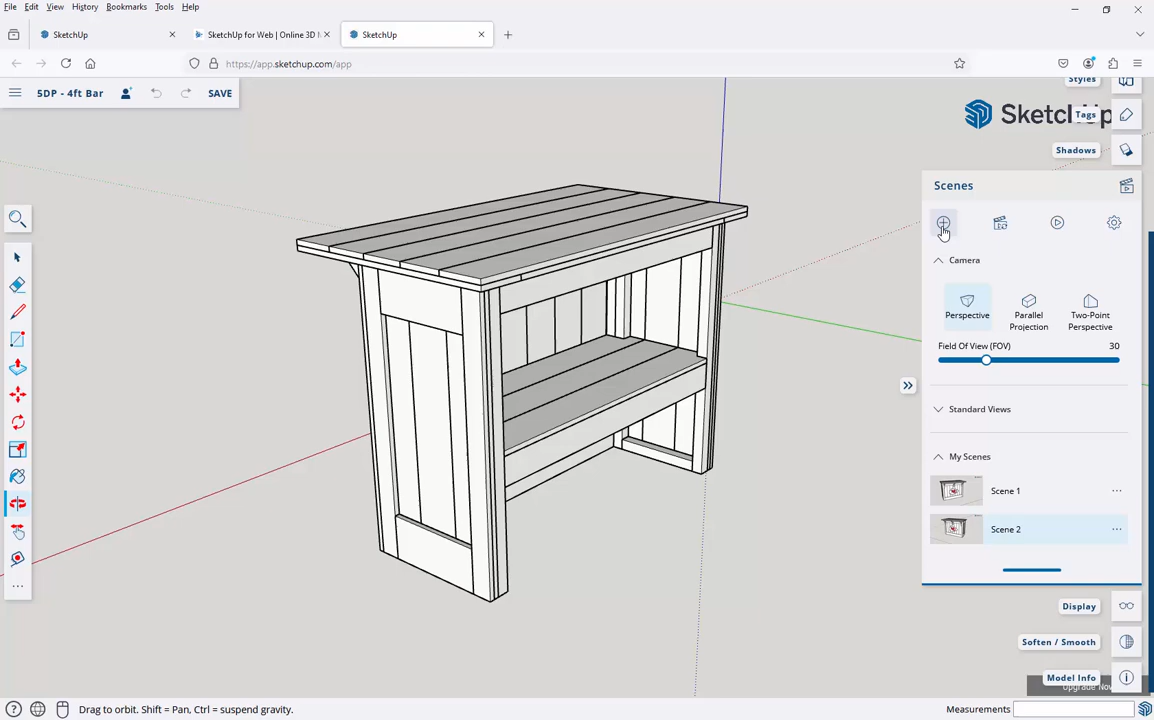 File Edit View History Bookmarks Tools Help
SketchUp
SketchUp for Web | Online 3D
SketchUp
https://app.sketchup.com/app
5DP - 4ft Bar
SAVE
Styles
SketchUp
Tags
Shadows
Scenes
Camera
Perspective
Parallel
Projection
Two-Point
Perspective
Field Of View (FOV) 30
Standard Views
My Scenes
Scene 1
Scene 2
Display
Soften / Smooth
Model Info
Upgrade Now
Drag to orbit. Shift = Pan, Ctrl = suspend gravity.
Measurements